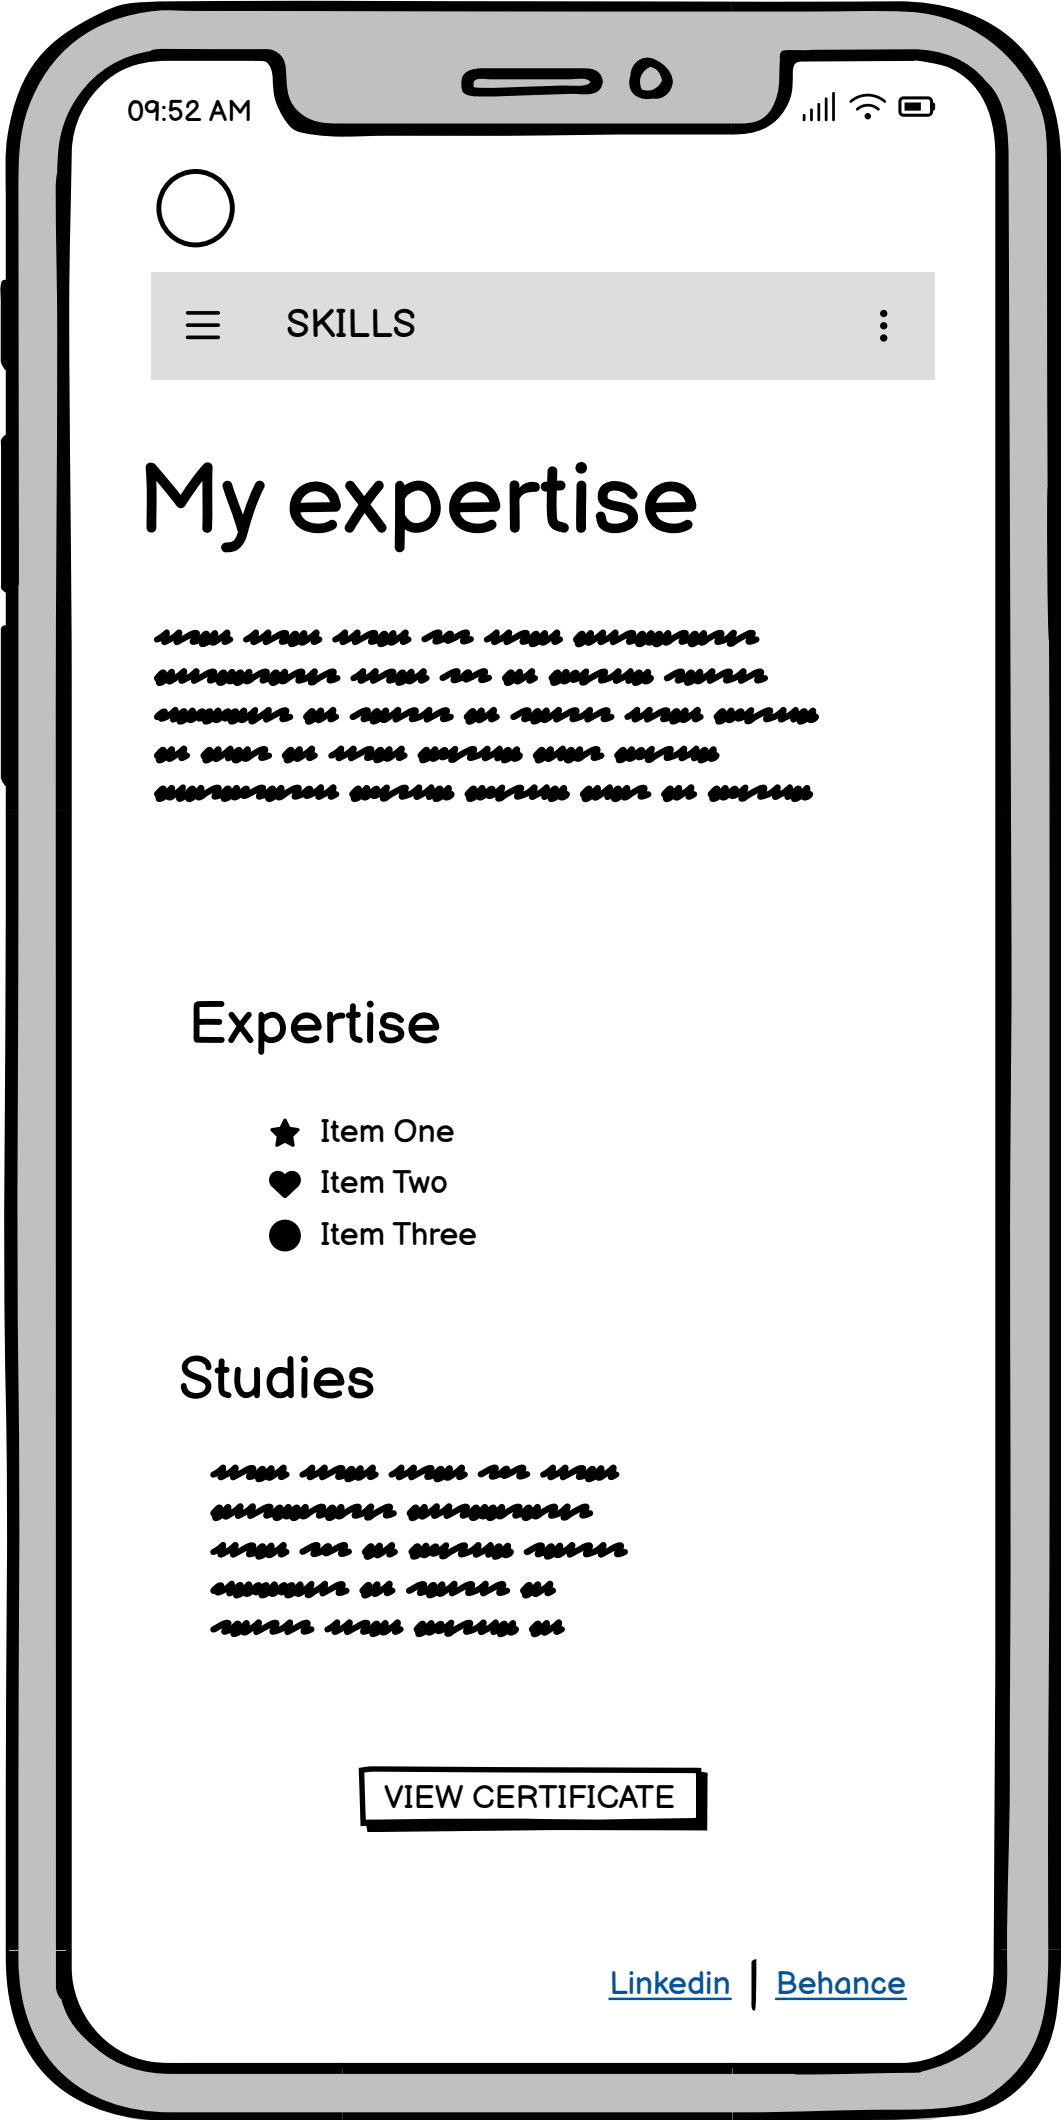 09:52 AM
SKILLS
My expertise
Expertise
Item One
Item Two
Item Three
Studies
VIEW CERTIFICATE
Linkedin | Behance